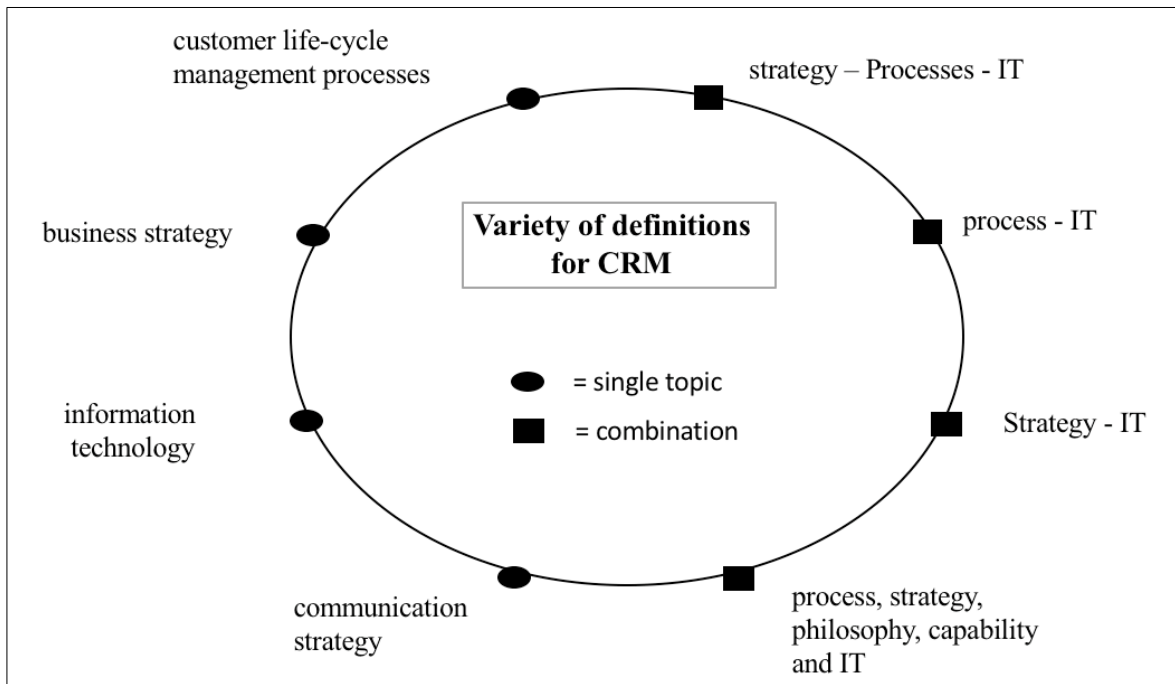 customer life-cycle
management processes
strategy – Processes - IT
business strategy
Variety of definitions
for CRM
process - IT
= single topic
= combination
information
technology
Strategy - IT
communication
strategy
process, strategy,
philosophy, capability
and IT